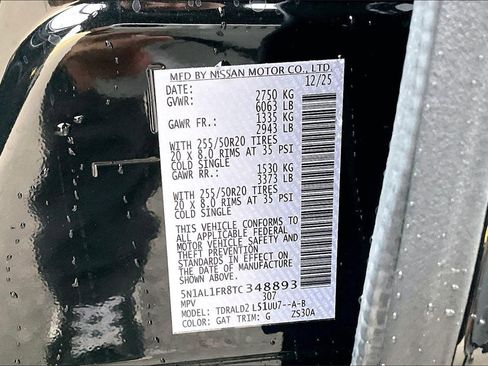 MFD BY NISSAN MOTOR CO., LTD.
DATE: 12/25
GVWR: 2750 KG
6063 LB
GAWR FR.: 1335 KG
2943 LB
WITH 255/50R20 TIRES
20 X 8.0 RIMS AT 35 PSI
COLD SINGLE
GAWR RR.: 1530 KG
3373 LB
WITH 255/50R20 TIRES
20 X 8.0 RIMS AT 35 PSI
COLD SINGLE
THIS VEHICLE CONFORMS TO
ALL APPLICABLE FEDERAL
MOTOR VEHICLE SAFETY AND
THEFT PREVENTION
STANDARDS IN EFFECT ON
THE DATE OF MANUFACTURE
5N1AL1FR8TC348893
MPV 307
MODEL: TDRALD2 LS1UU7--A-B
COLOR: GAT TRIM: G ZS30A